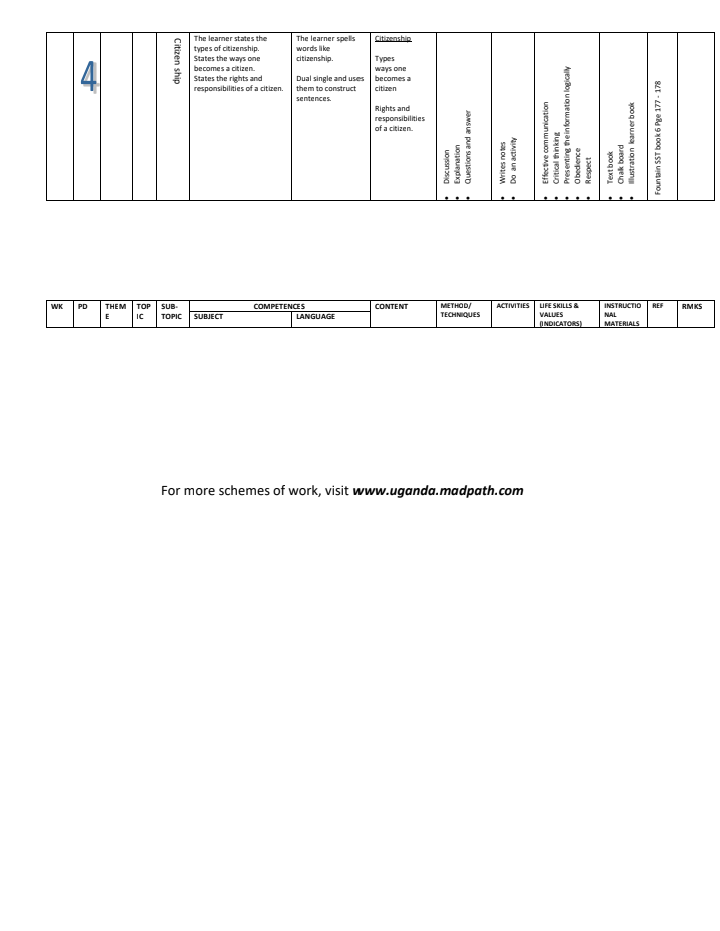 4
Citizen ship
The learner states the
types of citizenship.
States the ways one
becomes a citizen.
States the rights and
responsibilities of a citizen.
The learner spells
words like
citizenship.
Dual single and uses
them to construct
sentences.
Citizenship
Types
ways one
becomes a
citizen
Rights and
responsibilities
of a citizen.
• Discussion
• Explanation
• Questions and answer
• Writes notes
• Do an activity
• Effective communication
• Critical thinking
• Presenting the information logically
• Obedience
• Respect
• Text book
• Chalk board
• Illustration learner book
Fountain SST book 6 Pge 177 - 178
WK
PD
THEM
E
TOP
IC
SUB-
TOPIC
COMPETENCES
SUBJECT
LANGUAGE
CONTENT
METHOD/
TECHNIQUES
ACTIVITIES
LIFE SKILLS &
VALUES
(INDICATORS)
INSTRUCTIO
NAL
MATERIALS
REF
RMKS
For more schemes of work, visit www.uganda.madpath.com